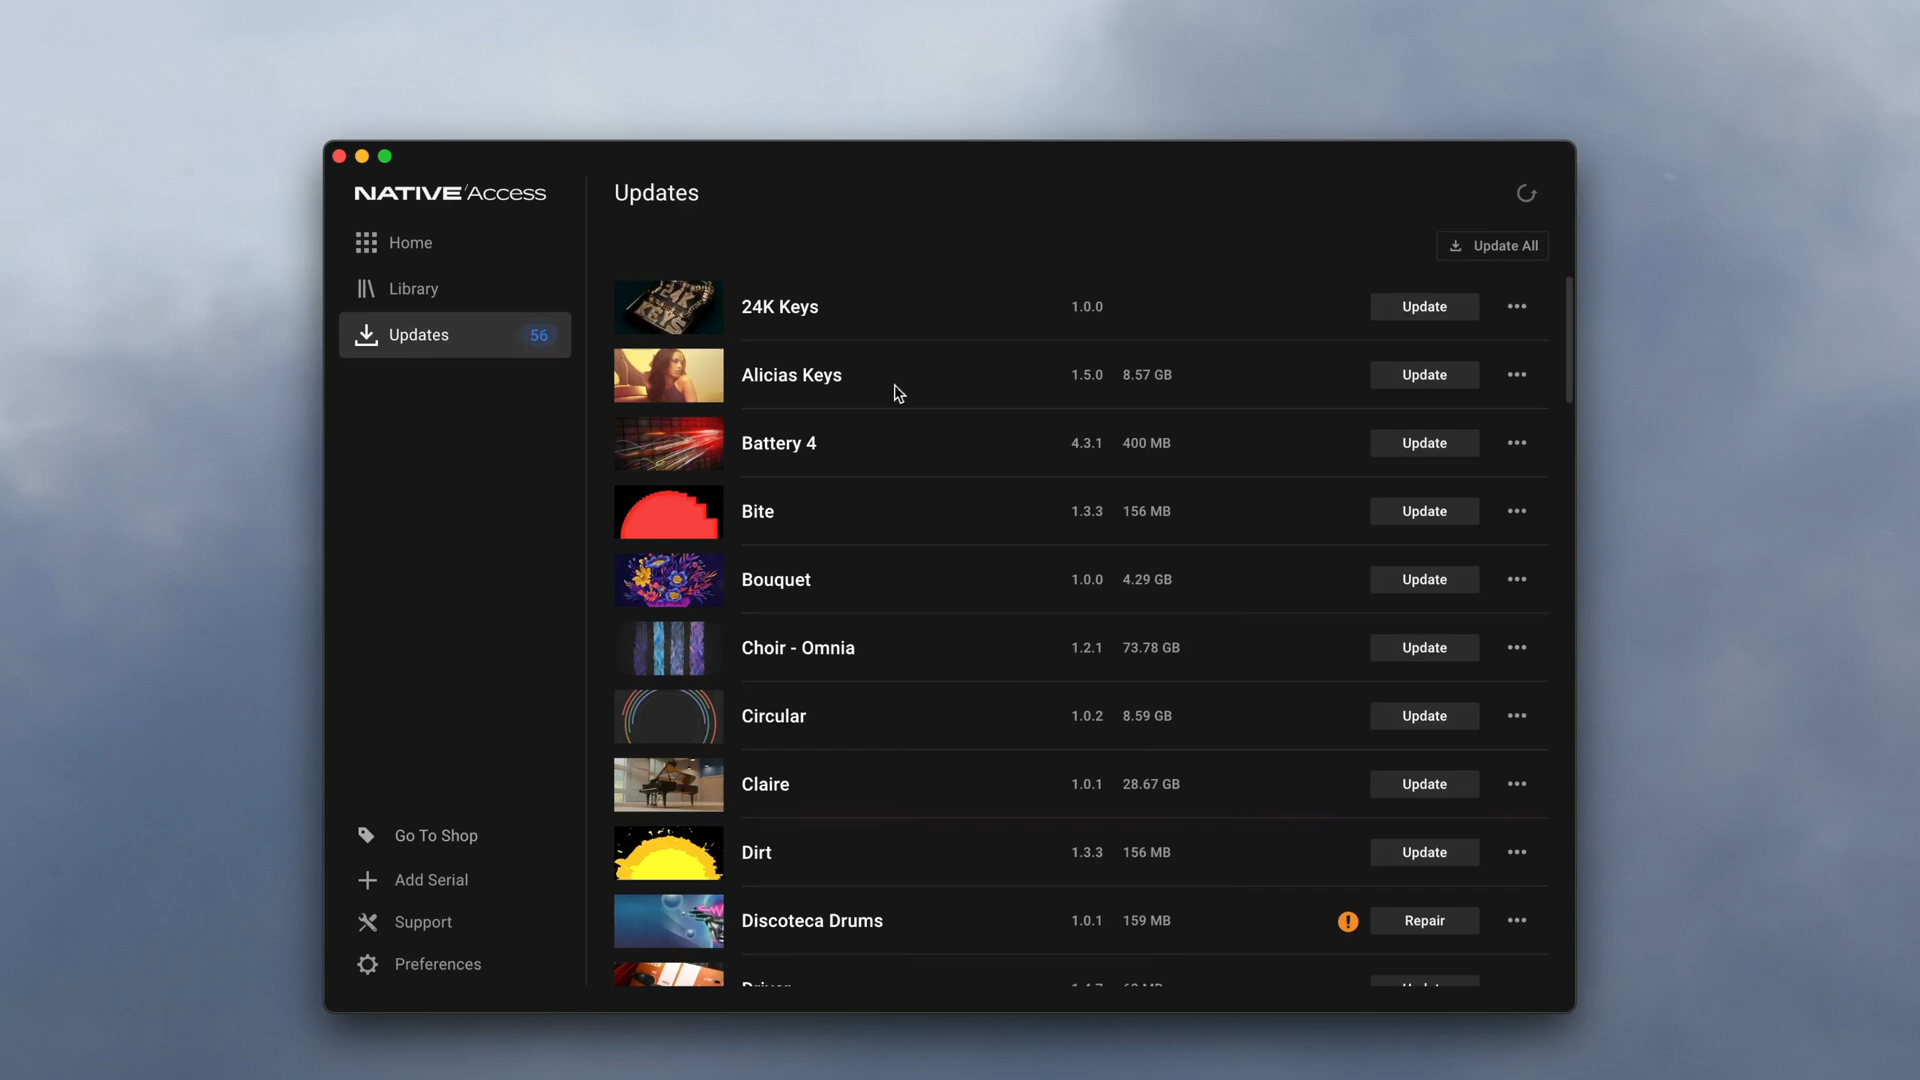 NATIVE Access
Home
Library
Updates 56
Go To Shop
Add Serial
Support
Preferences
Updates
Update All
24K Keys 1.0.0 Update
Alicias Keys 1.5.0 8.57 GB Update
Battery 4 4.3.1 400 MB Update
Bite 1.3.3 156 MB Update
Bouquet 1.0.0 4.29 GB Update
Choir - Omnia 1.2.1 73.78 GB Update
Circular 1.0.2 8.59 GB Update
Claire 1.0.1 28.67 GB Update
Dirt 1.3.3 156 MB Update
Discoteca Drums 1.0.1 159 MB Repair
24K
KEYS